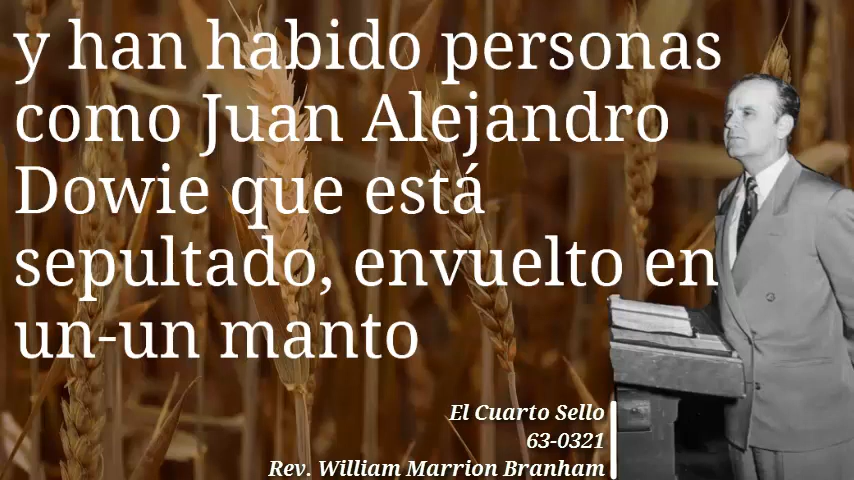 y han habido personas
como Juan Alejandro
Dowie que está
sepultado, envuelto en
un-un manto
El Cuarto Sello
63-0321
Rev. William Marrion Branham